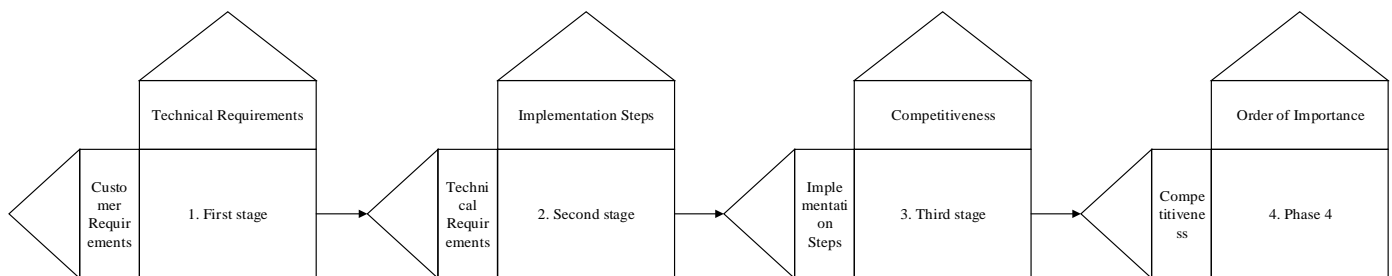 Technical Requirements
Custo
mer
Requir
ements
1. First stage
Implementation Steps
Techni
cal
Requir
ements
2. Second stage
Competitiveness
Imple
mentati
on
Steps
3. Third stage
Order of Importance
Compe
titivene
ss
4. Phase 4